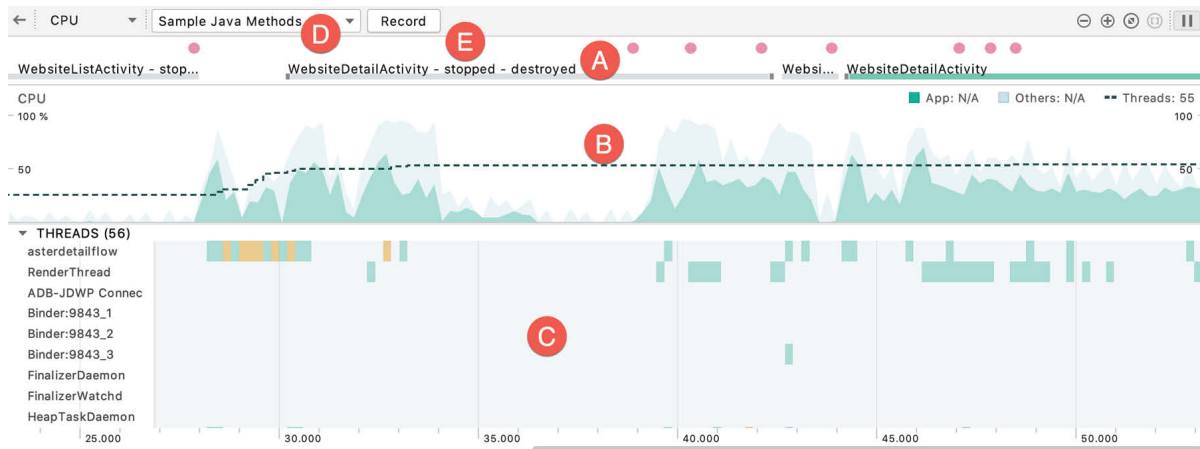 CPU Sample Java Methods Record
D
E
A
WebsiteListActivity - stop... WebsiteDetailActivity - stopped - destroyed Websi... WebsiteDetailActivity
CPU App: N/A Others: N/A Threads: 55
100 % 100
B
50 50
THREADS (56)
asterdetailflow
RenderThread
ADB-JDWP Connec
Binder:9843_1
Binder:9843_2
C
Binder:9843_3
FinalizerDaemon
FinalizerWatchd
HeapTaskDaemon
25.000 30.000 35.000 40.000 45.000 50.000